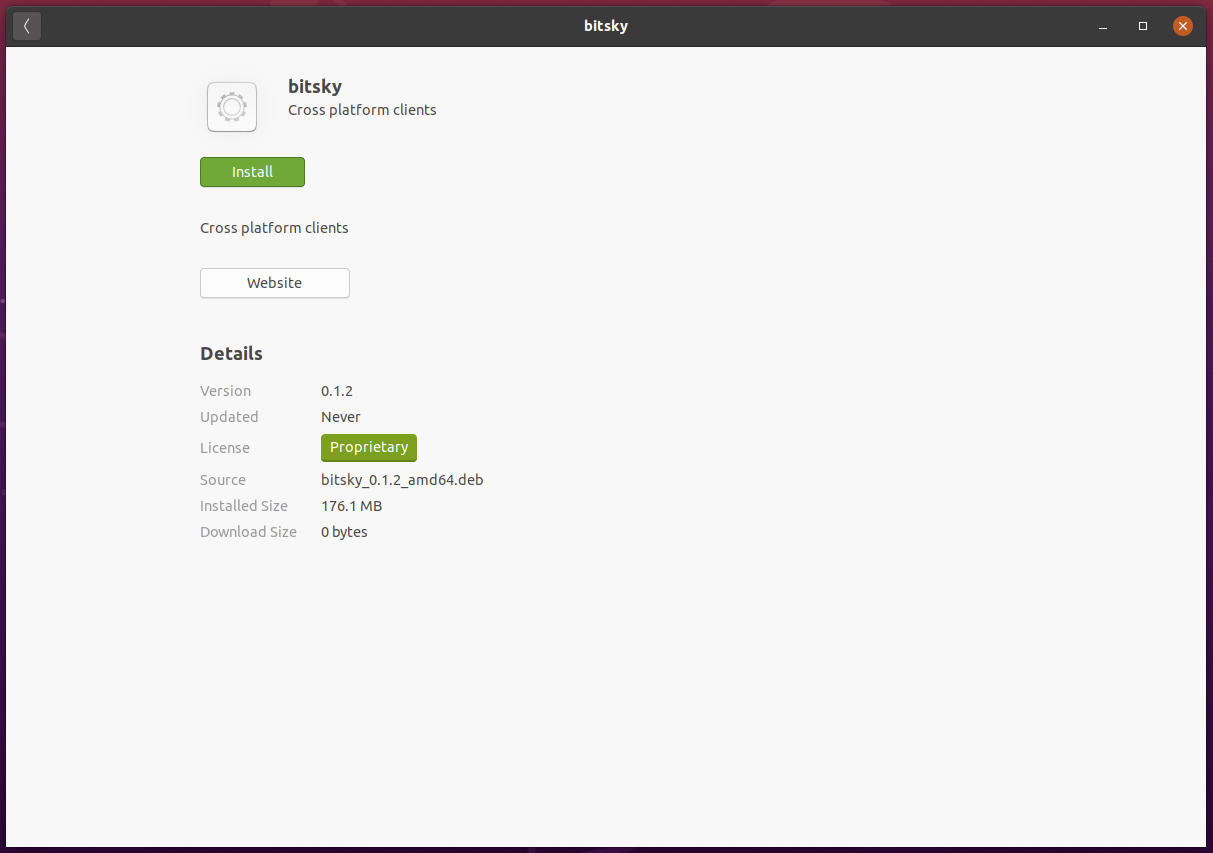 bitsky
bitsky
Cross platform clients
Install
Cross platform clients
Website
Details
Version 0.1.2
Updated Never
License Proprietary
Source bitsky_0.1.2_amd64.deb
Installed Size 176.1 MB
Download Size 0 bytes